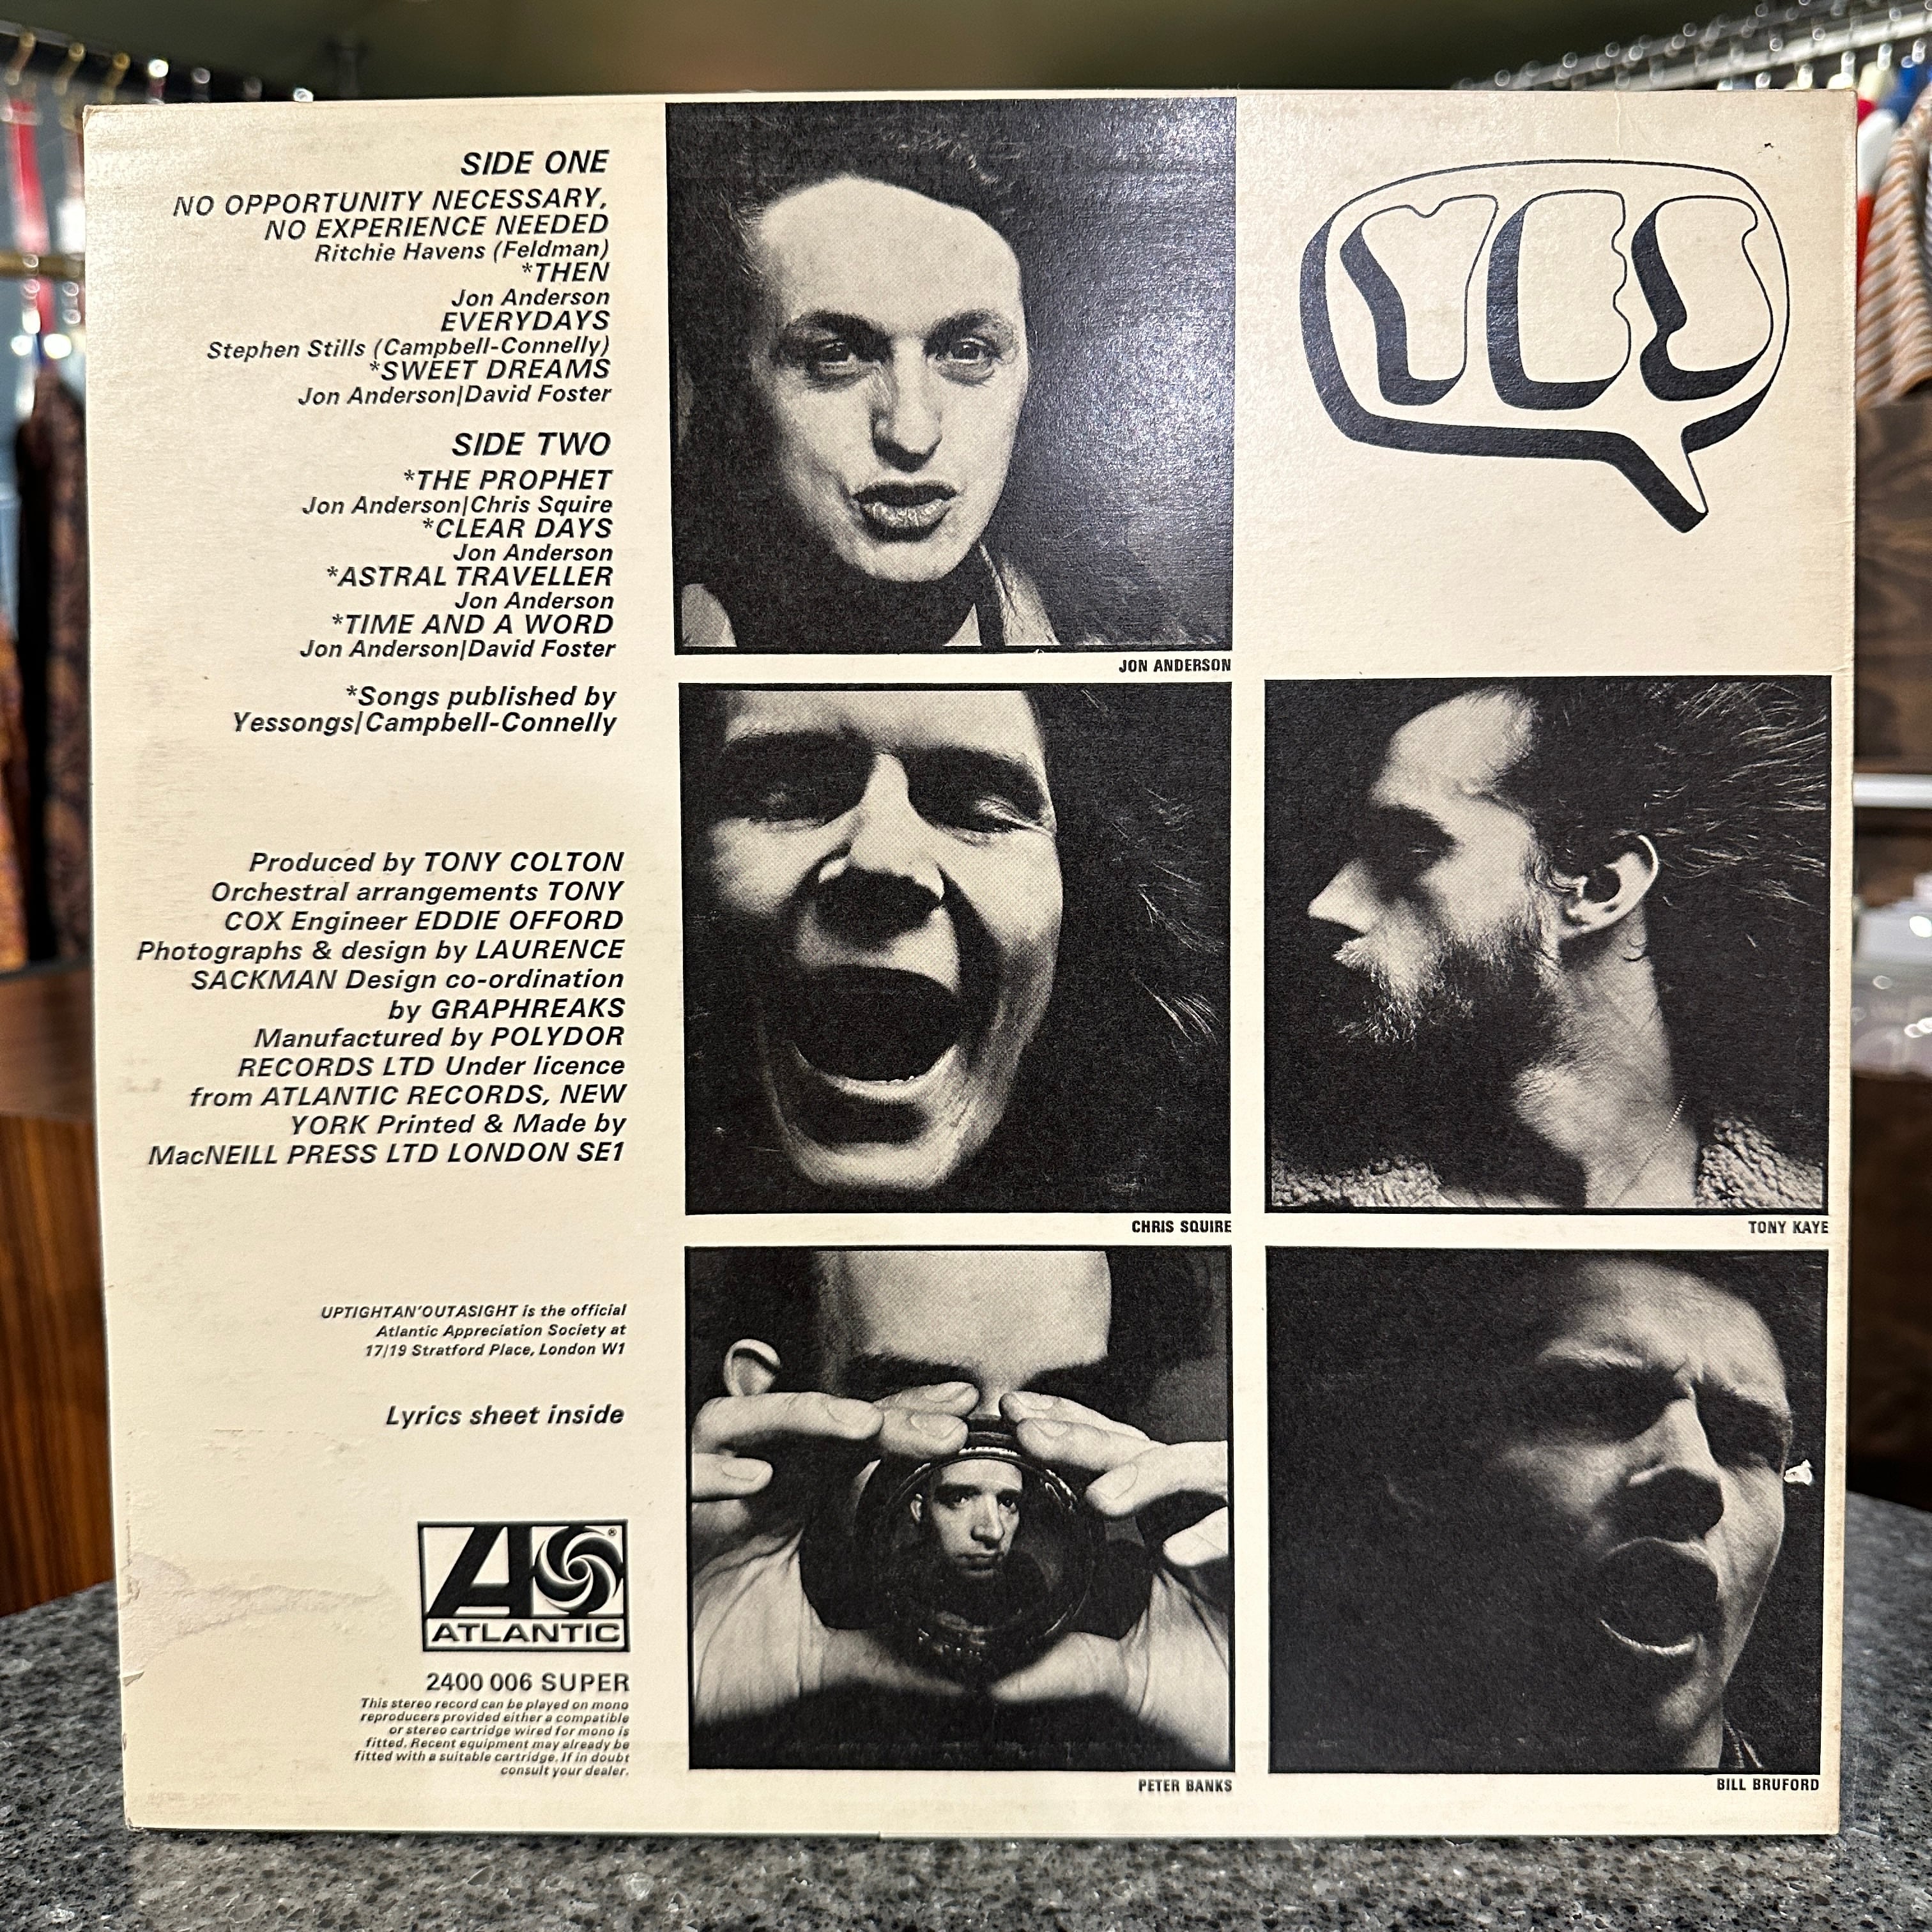 SIDE ONE
NO OPPORTUNITY NECESSARY,
NO EXPERIENCE NEEDED
Ritchie Havens (Feldman)
*THEN
Jon Anderson
EVERYDAYS
Stephen Stills (Campbell-Connelly)
*SWEET DREAMS
Jon Anderson|David Foster
SIDE TWO
*THE PROPHET
Jon Anderson|Chris Squire
*CLEAR DAYS
Jon Anderson
*ASTRAL TRAVELLER
Jon Anderson
*TIME AND A WORD
Jon Anderson|David Foster
*Songs published by
Yessongs|Campbell-Connelly
Produced by TONY COLTON
Orchestral arrangements TONY
COX Engineer EDDIE OFFORD
Photographs & design by LAURENCE
SACKMAN Design co-ordination
by GRAPHREAKS
Manufactured by POLYDOR
RECORDS LTD Under licence
from ATLANTIC RECORDS, NEW
YORK Printed & Made by
MacNEILL PRESS LTD LONDON SE1
UPTIGHTAN'OUTASIGHT is the official
Atlantic Appreciation Society at
17/19 Stratford Place, London W1
Lyrics sheet inside
A ®
ATLANTIC
2400 006 SUPER
This stereo record can be played on mono
reproducers provided either a compatible
or stereo cartridge wired for mono is
fitted. Recent equipment may already be
fitted with a suitable cartridge. If in doubt
consult your dealer.
YES
JON ANDERSON
CHRIS SQUIRE
TONY KAYE
PETER BANKS
BILL BRUFORD